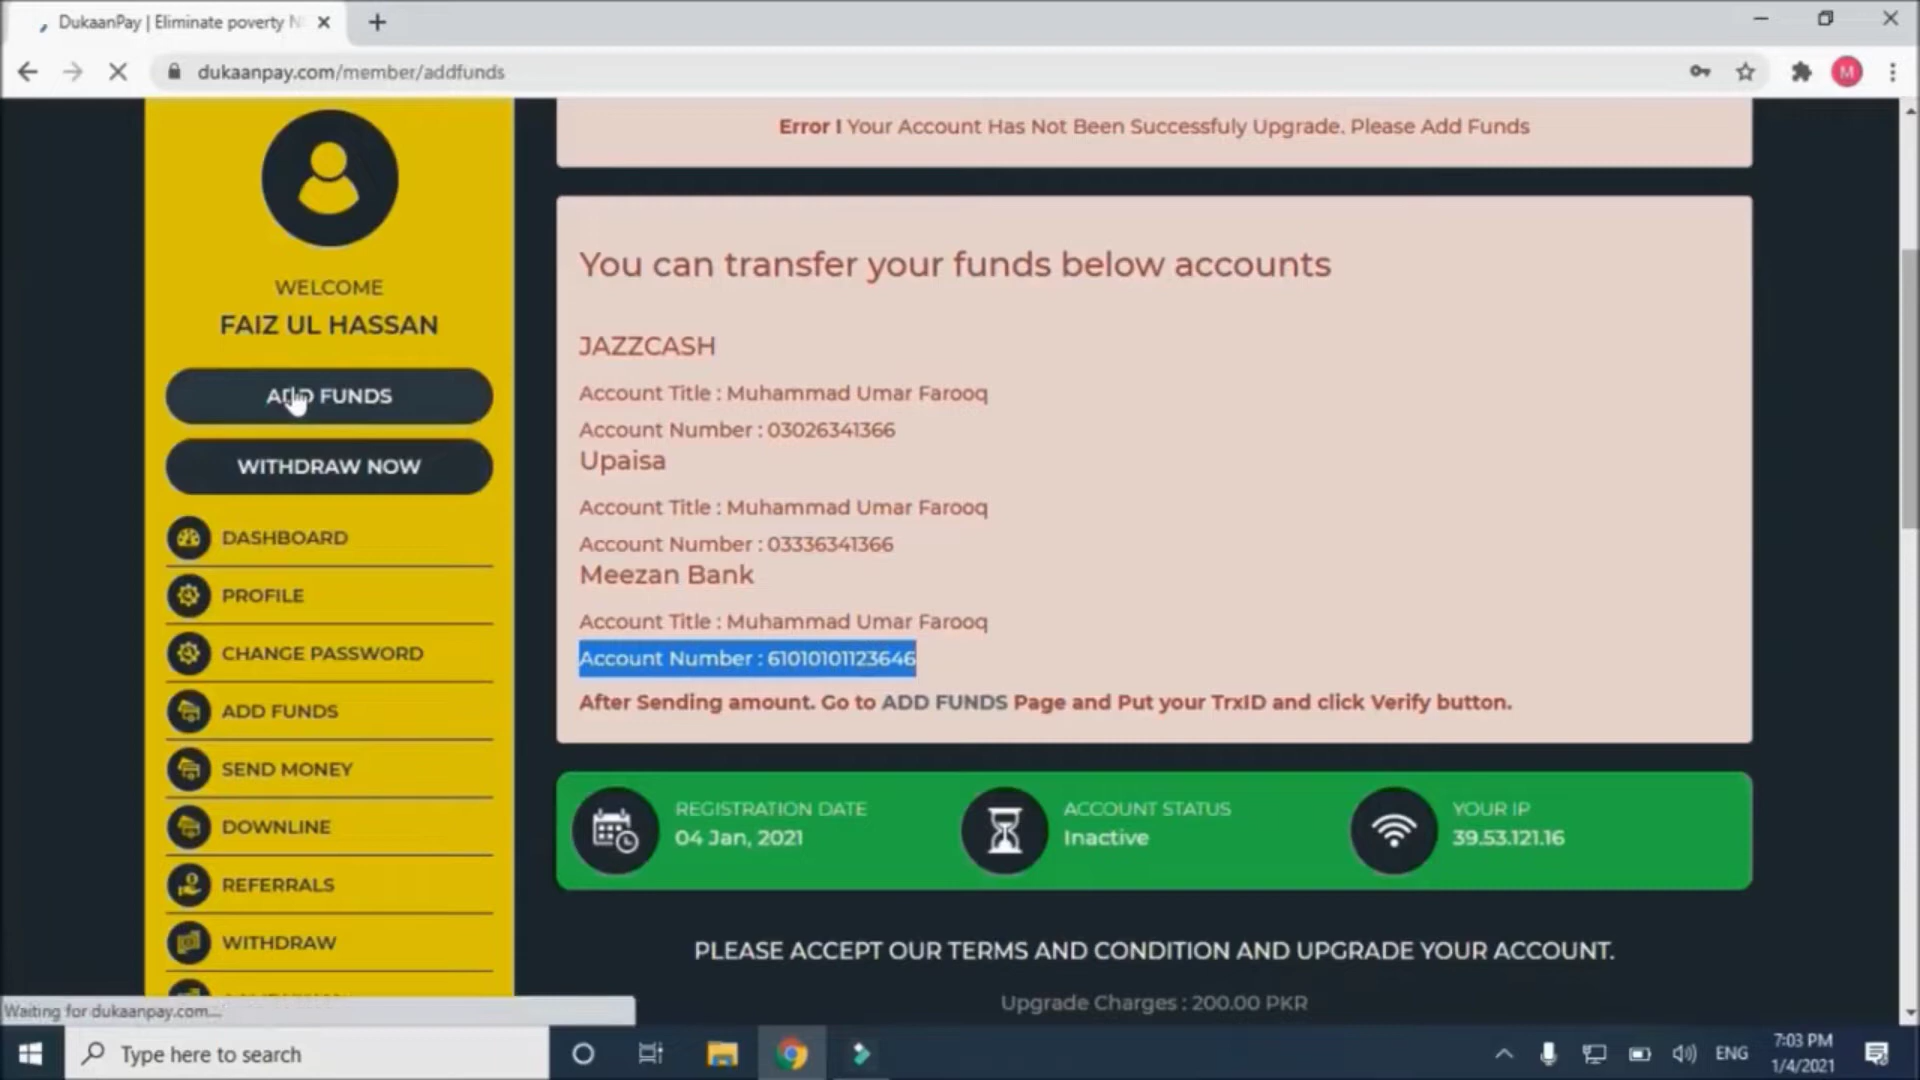 DukaanPay | Eliminate poverty N
dukaanpay.com/member/addfunds
M
Error ! Your Account Has Not Been Successfuly Upgrade. Please Add Funds
WELCOME
FAIZ UL HASSAN
ADD FUNDS
WITHDRAW NOW
DASHBOARD
PROFILE
CHANGE PASSWORD
ADD FUNDS
SEND MONEY
DOWNLINE
REFERRALS
WITHDRAW
You can transfer your funds below accounts
JAZZCASH
Account Title : Muhammad Umar Farooq
Account Number : 03026341366
Upaisa
Account Title : Muhammad Umar Farooq
Account Number : 03336341366
Meezan Bank
Account Title : Muhammad Umar Farooq
Account Number : 61010101123646
After Sending amount. Go to ADD FUNDS Page and Put your TrxID and click Verify button.
REGISTRATION DATE
04 Jan, 2021
ACCOUNT STATUS
Inactive
YOUR IP
39.53.121.16
PLEASE ACCEPT OUR TERMS AND CONDITION AND UPGRADE YOUR ACCOUNT.
Upgrade Charges : 200.00 PKR
Waiting for dukaanpay.com...
Type here to search
ENG
7:03 PM
1/4/2021